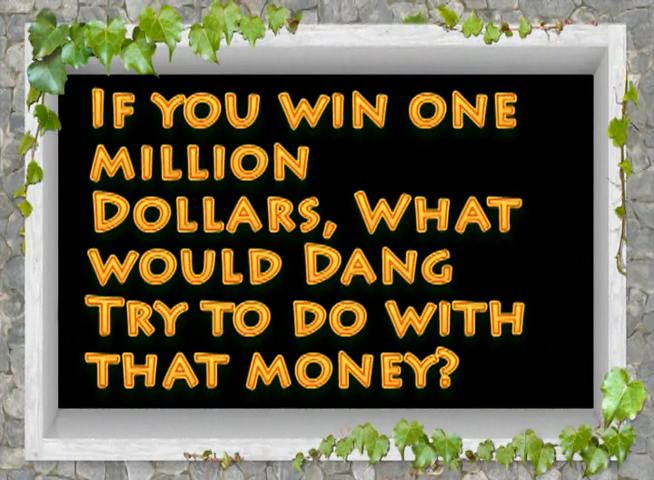 If you win one
million
Dollars, What
would Dang
Try to do with
that money?